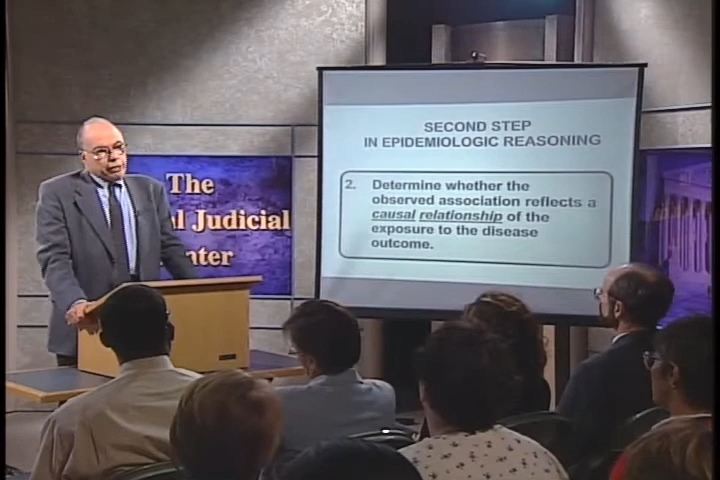 The
l Judicial
nter
SECOND STEP
IN EPIDEMIOLOGIC REASONING
2. Determine whether the
observed association reflects a
causal relationship of the
exposure to the disease
outcome.